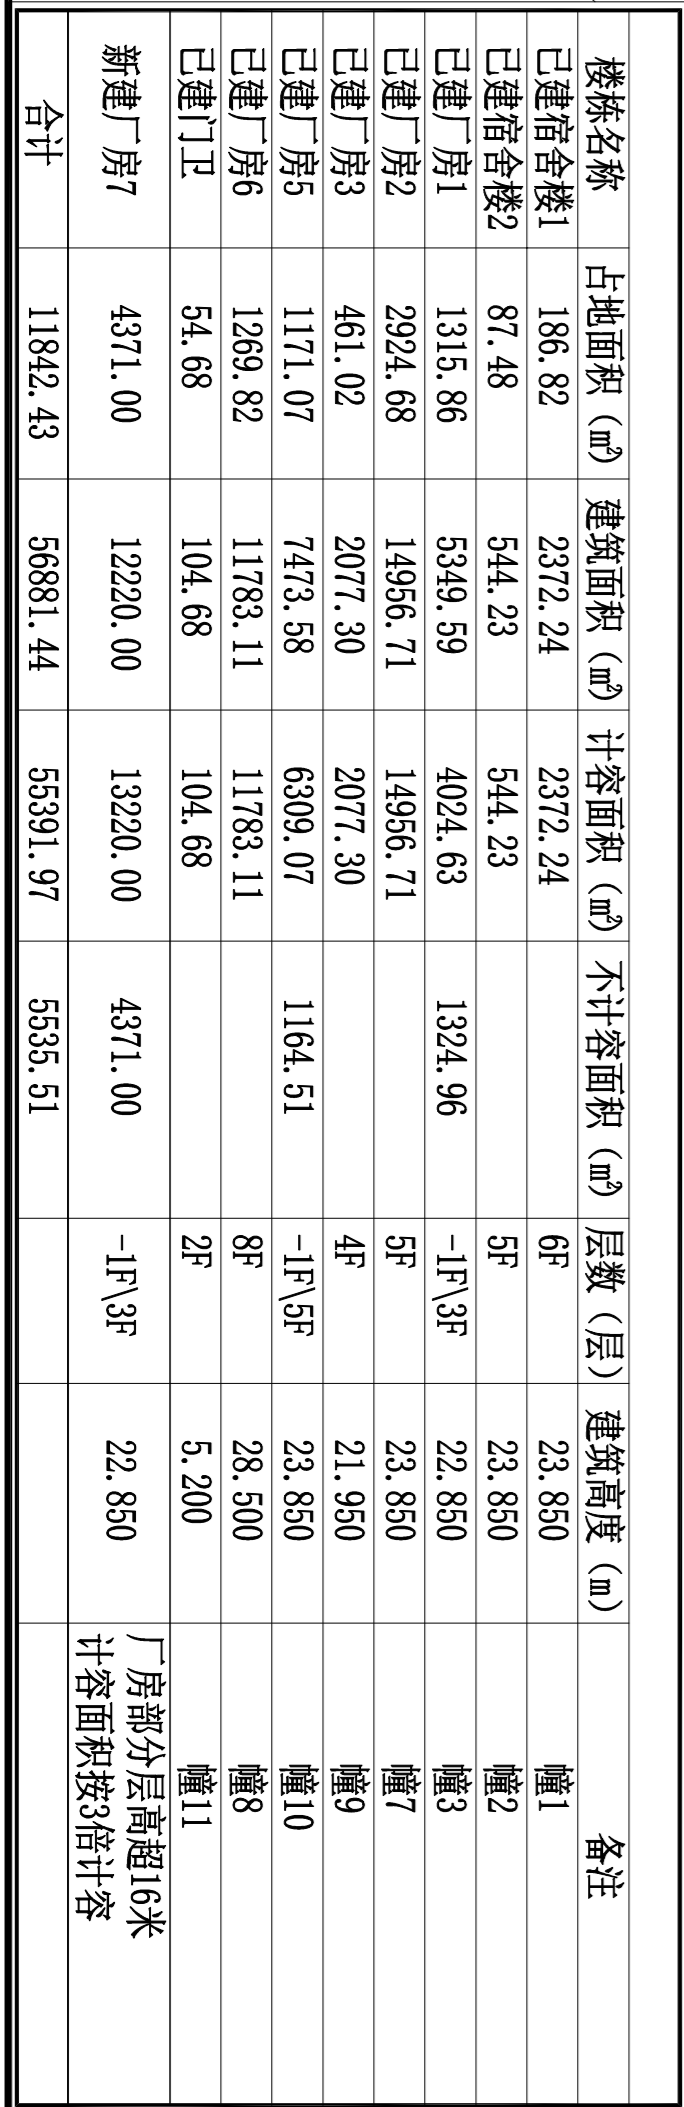 楼栋名称 占地面积(㎡) 建筑面积(㎡) 计容面积(㎡) 不计容面积(㎡) 层数(层) 建筑高度(m) 备注
已建宿舍楼1 186.82 2372.24 2372.24 6F 23.850 幢1
已建宿舍楼2 87.48 544.23 544.23 5F 23.850 幢2
已建厂房1 1315.86 5349.59 4024.63 1324.96 -1F\3F 22.850 幢3
已建厂房2 2924.68 14956.71 14956.71 5F 23.850 幢7
已建厂房3 461.02 2077.30 2077.30 4F 21.950 幢9
已建厂房5 1171.07 7473.58 6309.07 1164.51 -1F\5F 23.850 幢10
已建厂房6 1269.82 11783.11 11783.11 8F 28.500 幢8
已建门卫 54.68 104.68 104.68 2F 5.200 幢11
新建厂房7 4371.00 12220.00 13220.00 4371.00 -1F\3F 22.850 厂房部分层高超16米
计容面积按3倍计容
合计 11842.43 56881.44 55391.97 5535.51